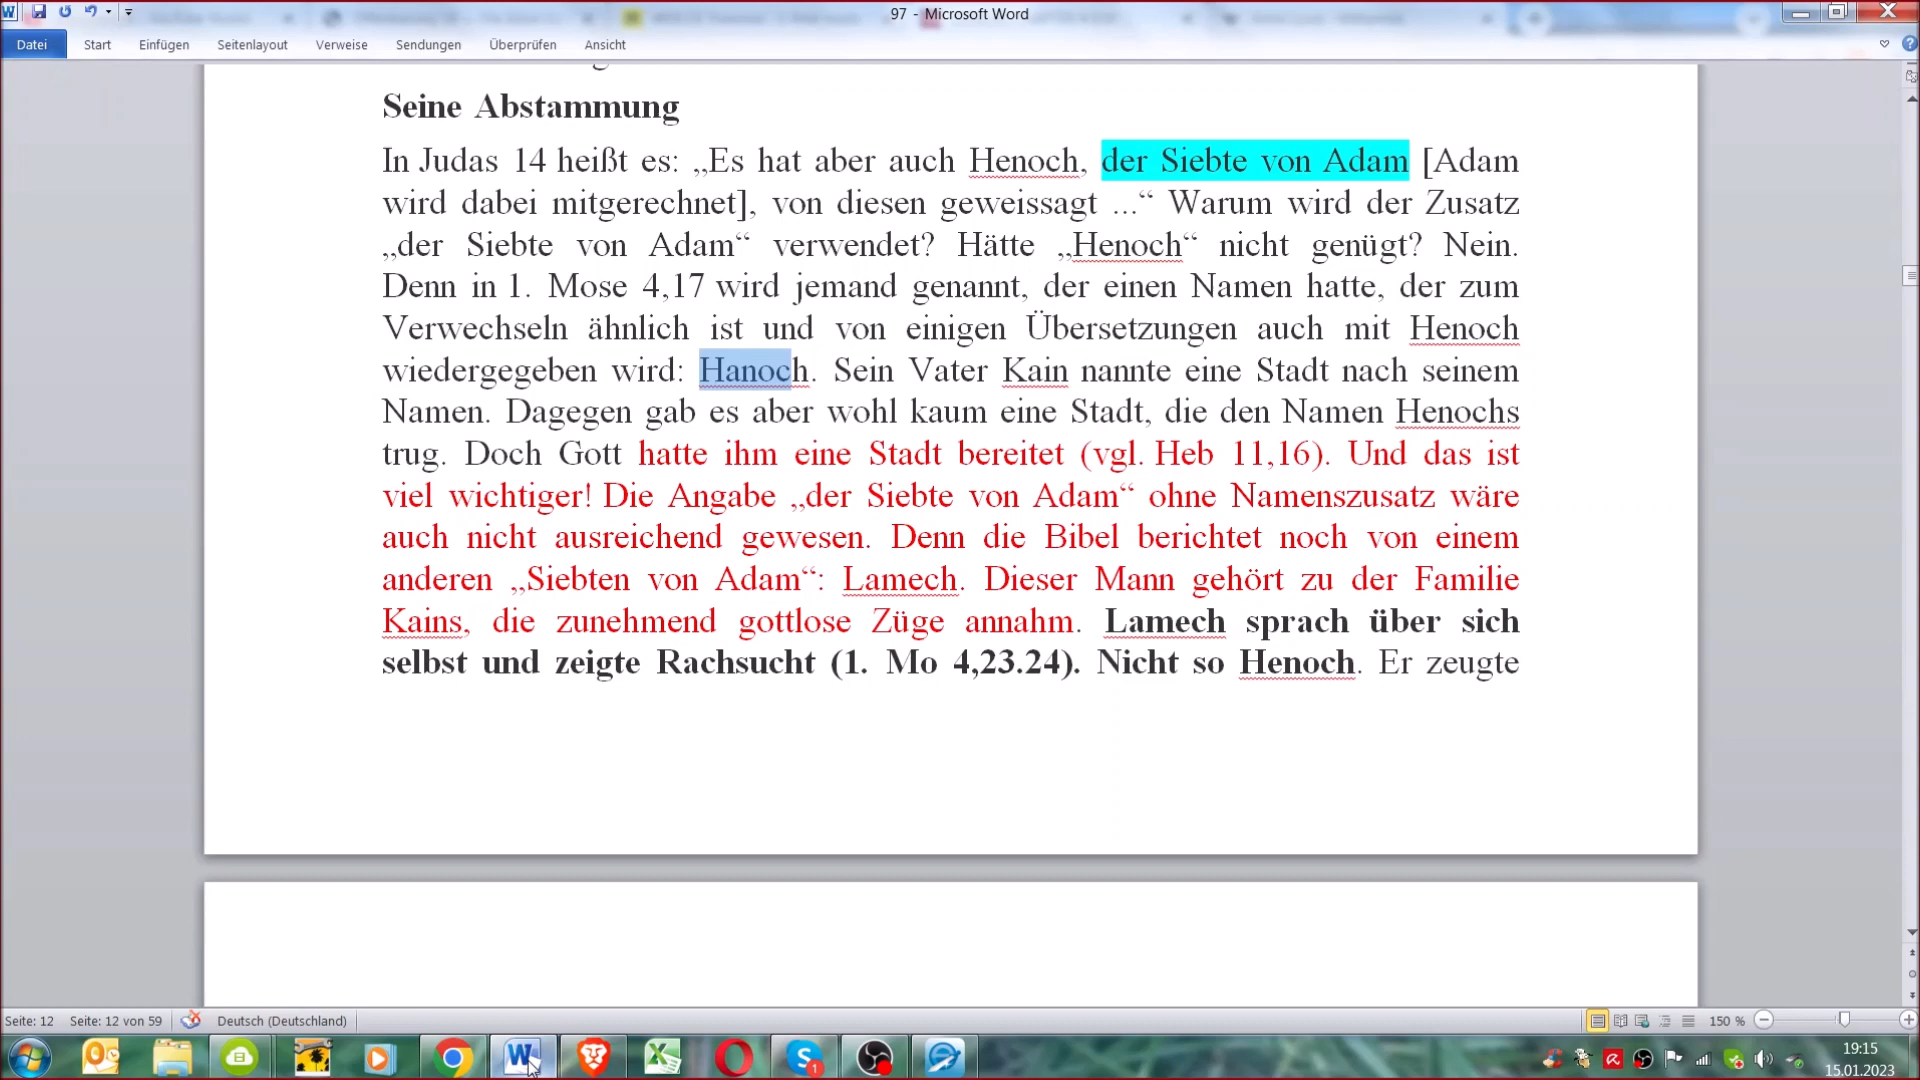 97 - Microsoft Word
Datei Start Einfügen Seitenlayout Verweise Sendungen Überprüfen Ansicht
Seine Abstammung
In Judas 14 heißt es: „Es hat aber auch Henoch, der Siebte von Adam [Adam
wird dabei mitgerechnet], von diesen geweissagt ...“ Warum wird der Zusatz
„der Siebte von Adam“ verwendet? Hätte „Henoch“ nicht genügt? Nein.
Denn in 1. Mose 4,17 wird jemand genannt, der einen Namen hatte, der zum
Verwechseln ähnlich ist und von einigen Übersetzungen auch mit Henoch
wiedergegeben wird: Hanoch. Sein Vater Kain nannte eine Stadt nach seinem
Namen. Dagegen gab es aber wohl kaum eine Stadt, die den Namen Henochs
trug. Doch Gott hatte ihm eine Stadt bereitet (vgl. Heb 11,16). Und das ist
viel wichtiger! Die Angabe „der Siebte von Adam“ ohne Namenszusatz wäre
auch nicht ausreichend gewesen. Denn die Bibel berichtet noch von einem
anderen „Siebten von Adam“: Lamech. Dieser Mann gehört zu der Familie
Kains, die zunehmend gottlose Züge annahm. Lamech sprach über sich
selbst und zeigte Rachsucht (1. Mo 4,23.24). Nicht so Henoch. Er zeugte
Seite: 12 Seite: 12 von 59 Deutsch (Deutschland) 150 %
19:15
15.01.2023